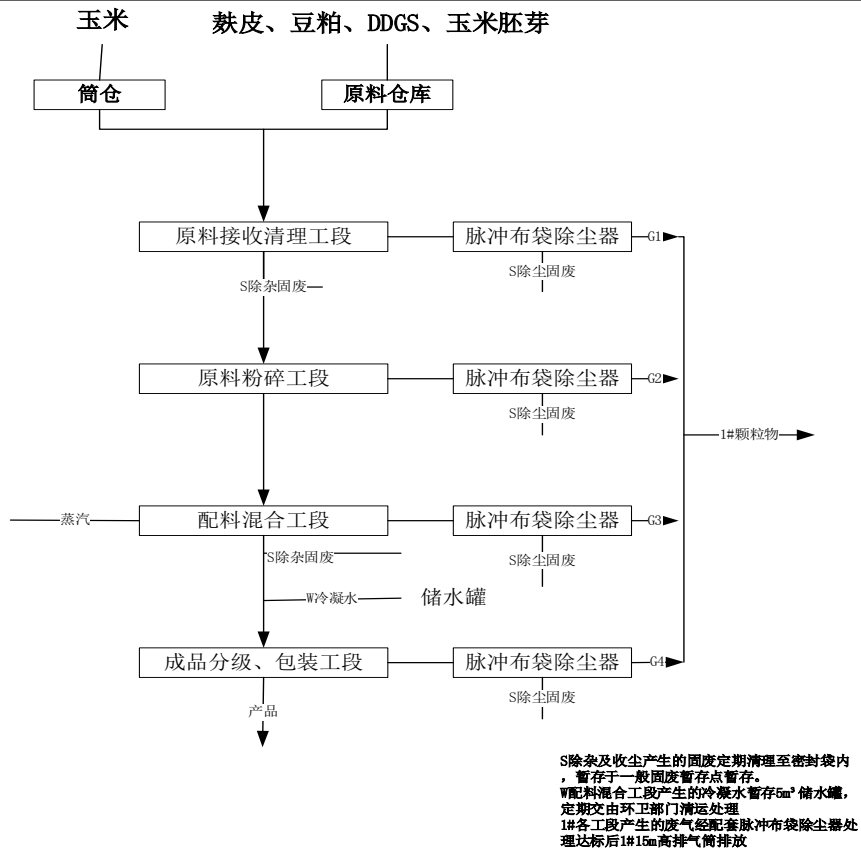 玉米
麸皮、豆粕、DDGS、玉米胚芽
筒仓
原料仓库
原料接收清理工段
脉冲布袋除尘器
G1
S除尘固废
S除杂固废
原料粉碎工段
脉冲布袋除尘器
G2
S除尘固废
1#颗粒物
蒸汽
配料混合工段
脉冲布袋除尘器
G3
S除杂固废
S除尘固废
W冷凝水
储水罐
成品分级、包装工段
脉冲布袋除尘器
G4
S除尘固废
产品
S除杂及收尘产生的固废定期清理至密封袋内
，暂存于一般固废暂存点暂存。
W配料混合工段产生的冷凝水暂存5m³储水罐，
定期交由环卫部门清运处理
1#各工段产生的废气经配套脉冲布袋除尘器处
理达标后1#15m高排气筒排放